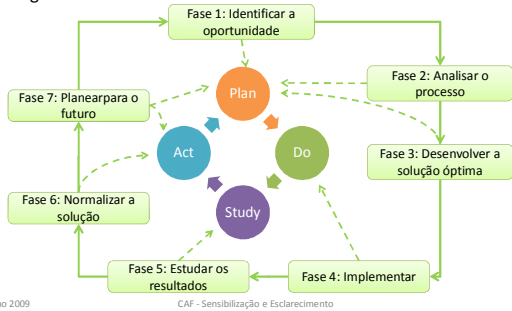 Fase 1: Identificar a
oportunidade
Fase 2: Analisar o
processo
Fase 3: Desenvolver a
solução óptima
Fase 4: Implementar
Fase 5: Estudar os
resultados
Fase 6: Normalizar a
solução
Fase 7: Planearpara o
futuro
Plan
Do
Study
Act
2009
CAF - Sensibilização e Esclarecimento